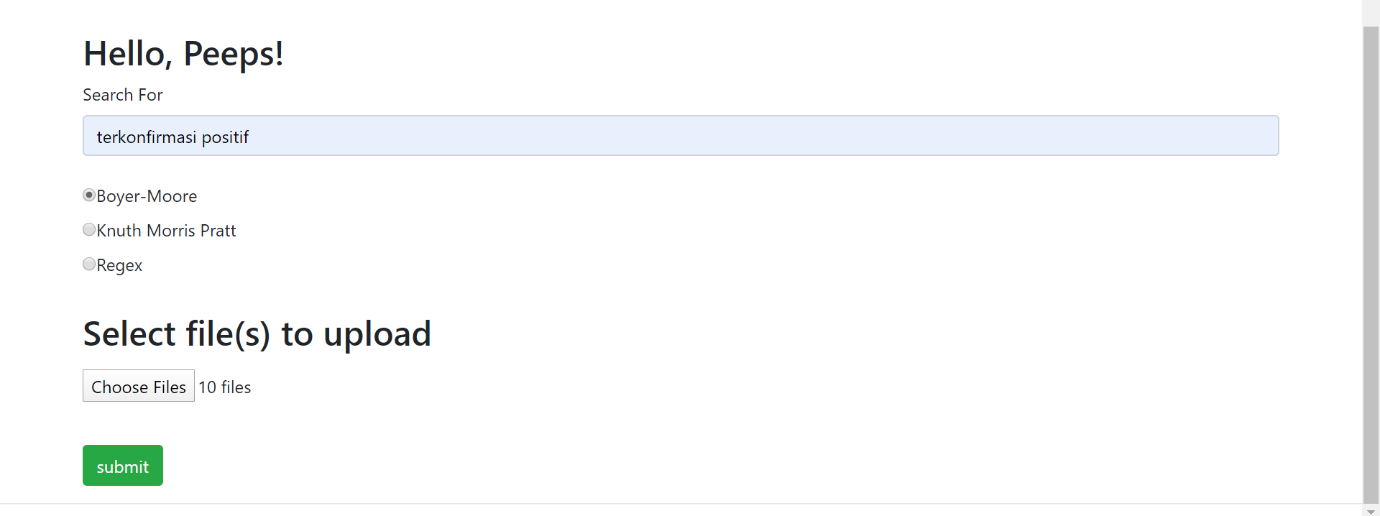 Hello, Peeps!
Search For
terkonfirmasi positif
Boyer-Moore
Knuth Morris Pratt
Regex
Select file(s) to upload
Choose Files 10 files
submit